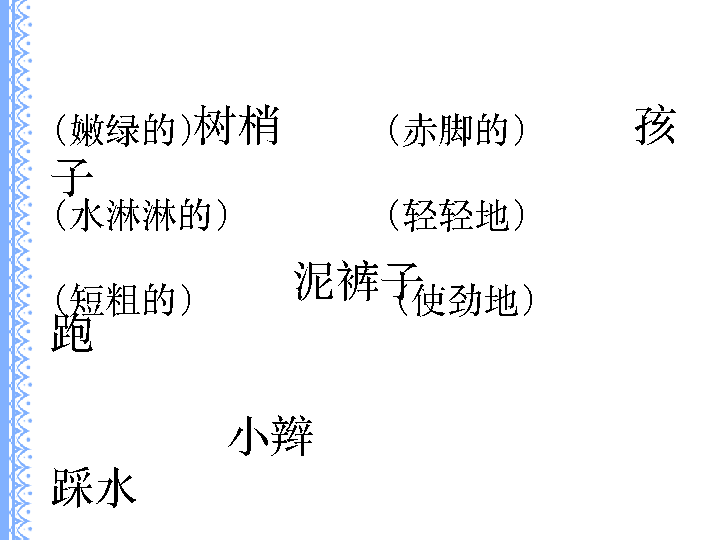 (嫩绿的)树梢 (赤脚的) 孩
子
(水淋淋的) (轻轻地)
泥裤子
(短粗的) (使劲地)
跑
小辫
踩水